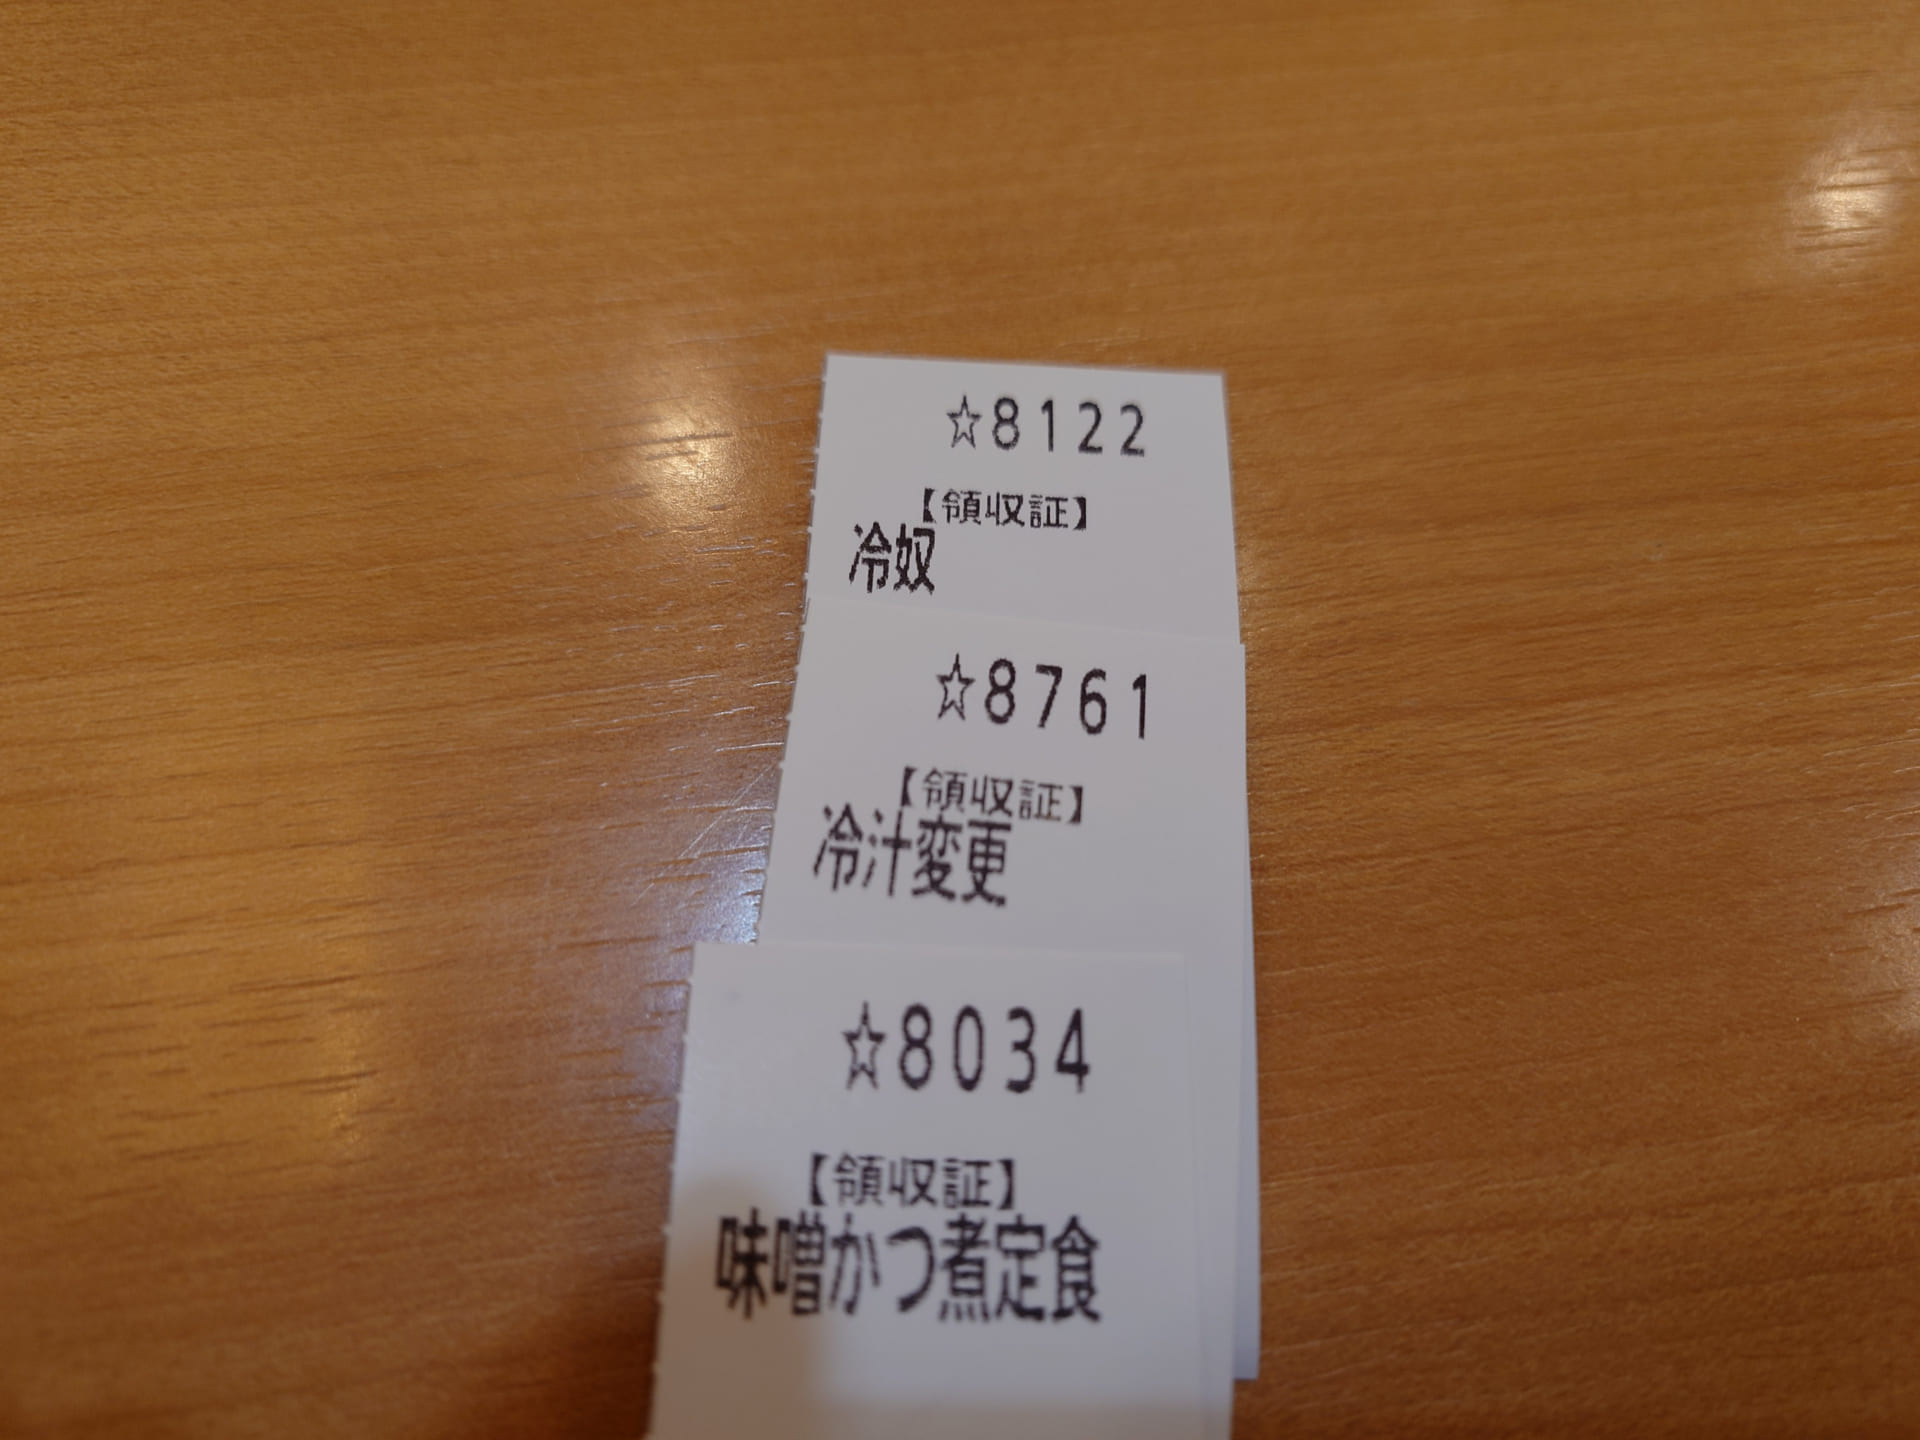 ☆8122
【領収証】
冷奴
☆8761
【領収証】
冷汁変更
☆8034
【領収証】
味噌かつ煮定食